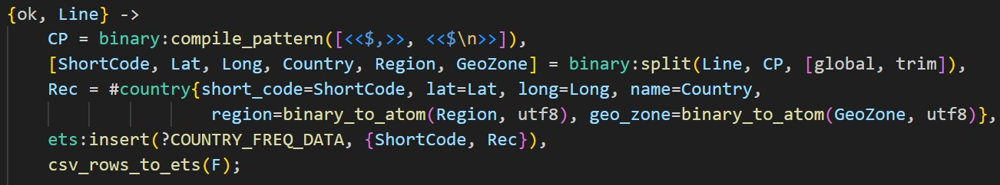 {ok, Line} ->
    CP = binary:compile_pattern([<<$,>>, <<$\n>>]),
    [ShortCode, Lat, Long, Country, Region, GeoZone] = binary:split(Line, CP, [global, trim]),
    Rec = #country{short_code=ShortCode, lat=Lat, long=Long, name=Country,
                    region=binary_to_atom(Region, utf8), geo_zone=binary_to_atom(GeoZone, utf8)},
    ets:insert(?COUNTRY_FREQ_DATA, {ShortCode, Rec}),
    csv_rows_to_ets(F);